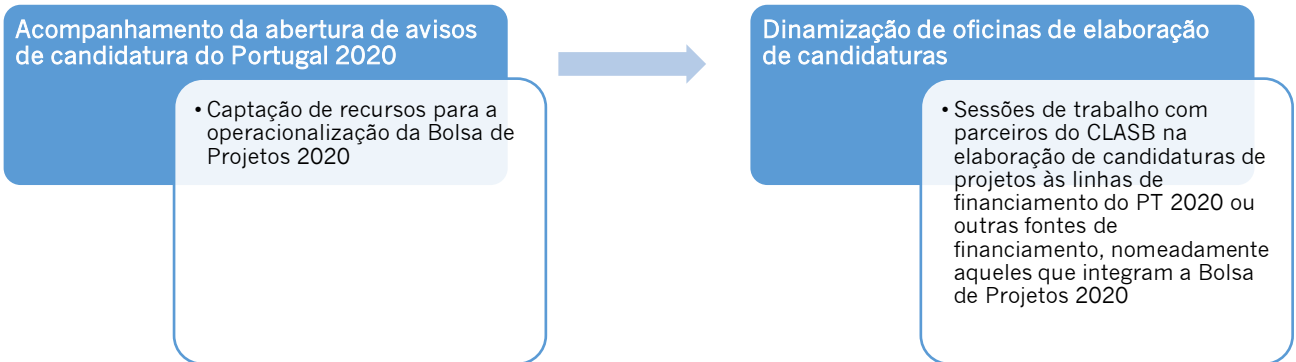 Acompanhamento da abertura de avisos
de candidatura do Portugal 2020
• Captação de recursos para a
operacionalização da Bolsa de
Projetos 2020
Dinamização de oficinas de elaboração
de candidaturas
• Sessões de trabalho com
parceiros do CLASB na
elaboração de candidaturas de
projetos às linhas de
financiamento do PT 2020 ou
outras fontes de
financiamento, nomeadamente
aqueles que integram a Bolsa
de Projetos 2020